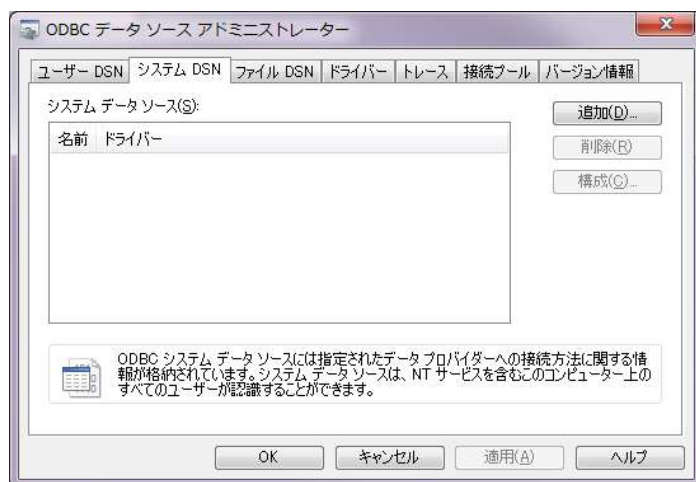 ODBC データ ソース アドミニストレーター
ユーザー DSN システム DSN ファイル DSN ドライバー トレース 接続プール バージョン情報
システム データ ソース(S):
名前 ドライバー
追加(D)...
削除(R)
構成(C)...
ODBC システム データ ソースには指定されたデータ プロバイダーへの接続方法に関する情
報が格納されています。システム データ ソースは、NT サービスを含むこのコンピューター上の
すべてのユーザーが認識することができます。
OK キャンセル 適用(A) ヘルプ